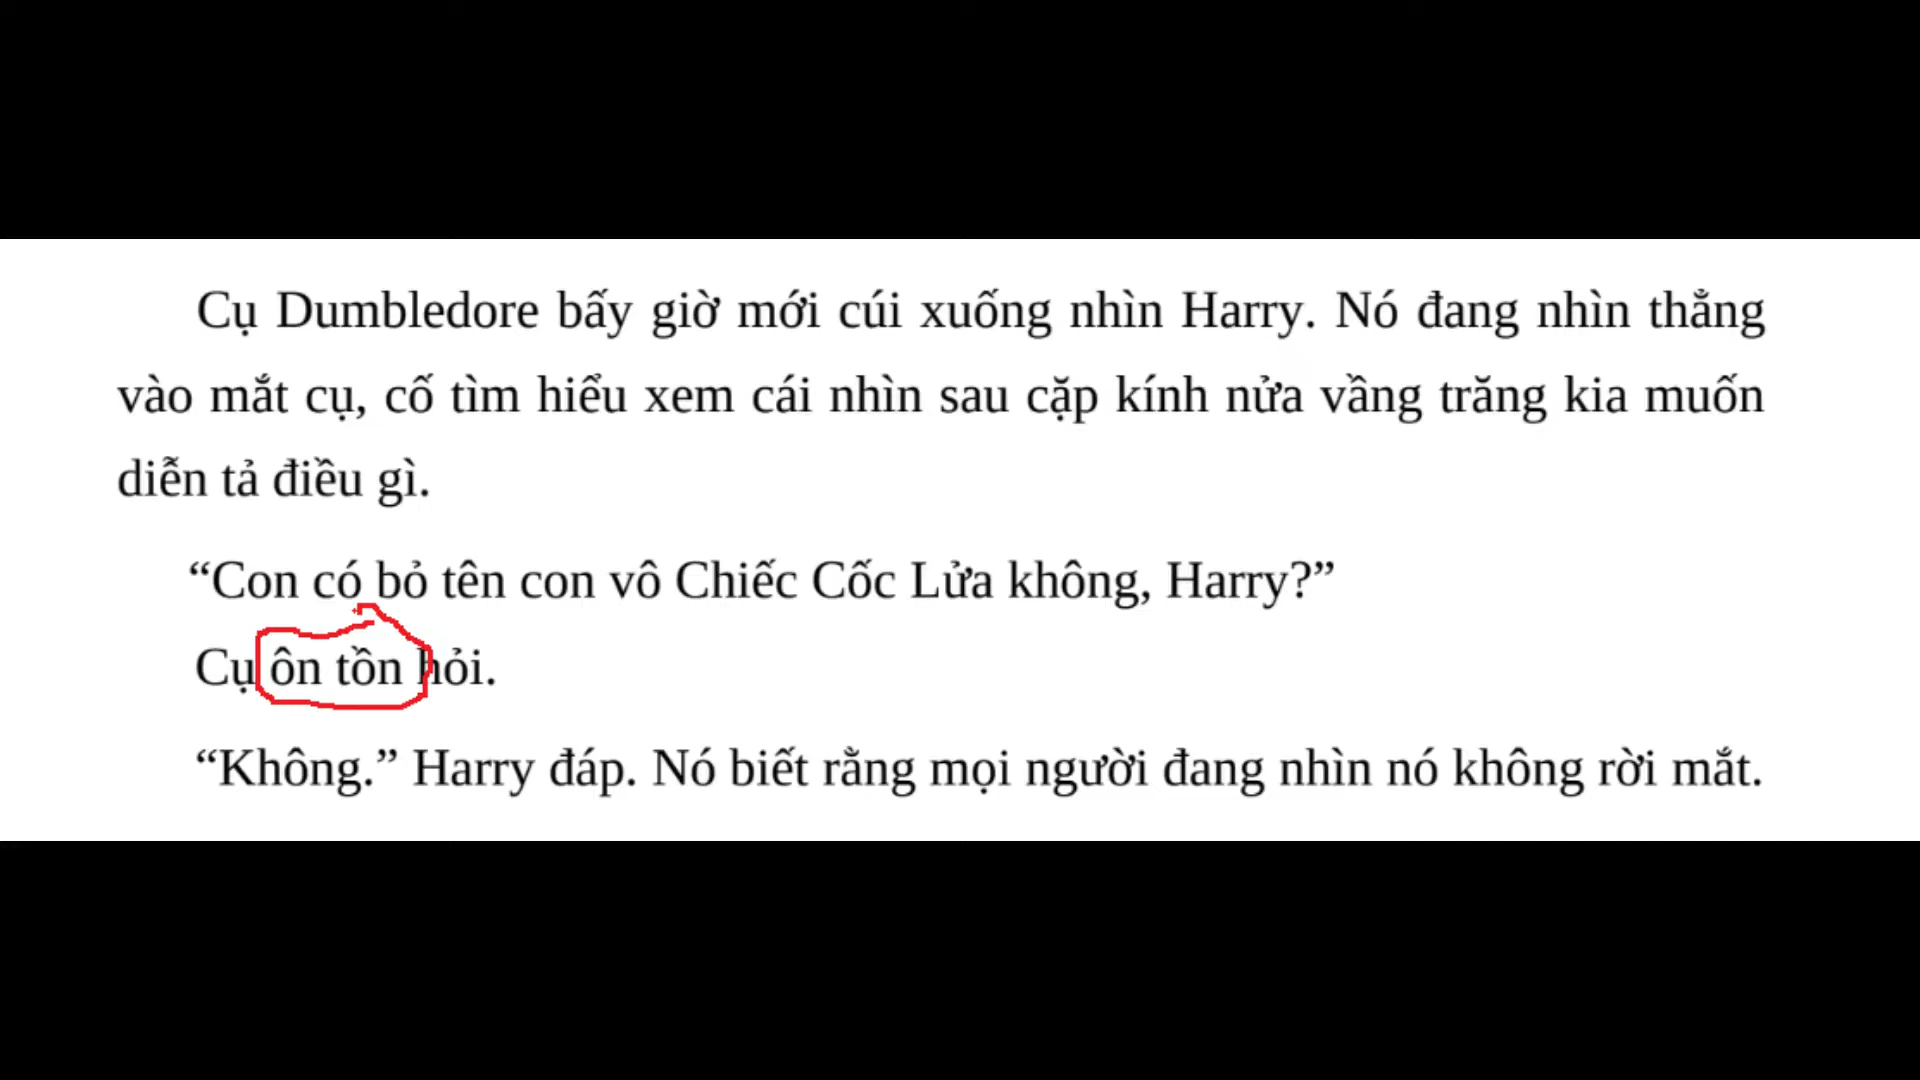 Cụ Dumbledore bấy giờ mới cúi xuống nhìn Harry. Nó đang nhìn thẳng
vào mắt cụ, cố tìm hiểu xem cái nhìn sau cặp kính nửa vầng trăng kia muốn
diễn tả điều gì.
“Con có bỏ tên con vô Chiếc Cốc Lửa không, Harry?”
Cụ ôn tồn hỏi.
“Không.” Harry đáp. Nó biết rằng mọi người đang nhìn nó không rời mắt.